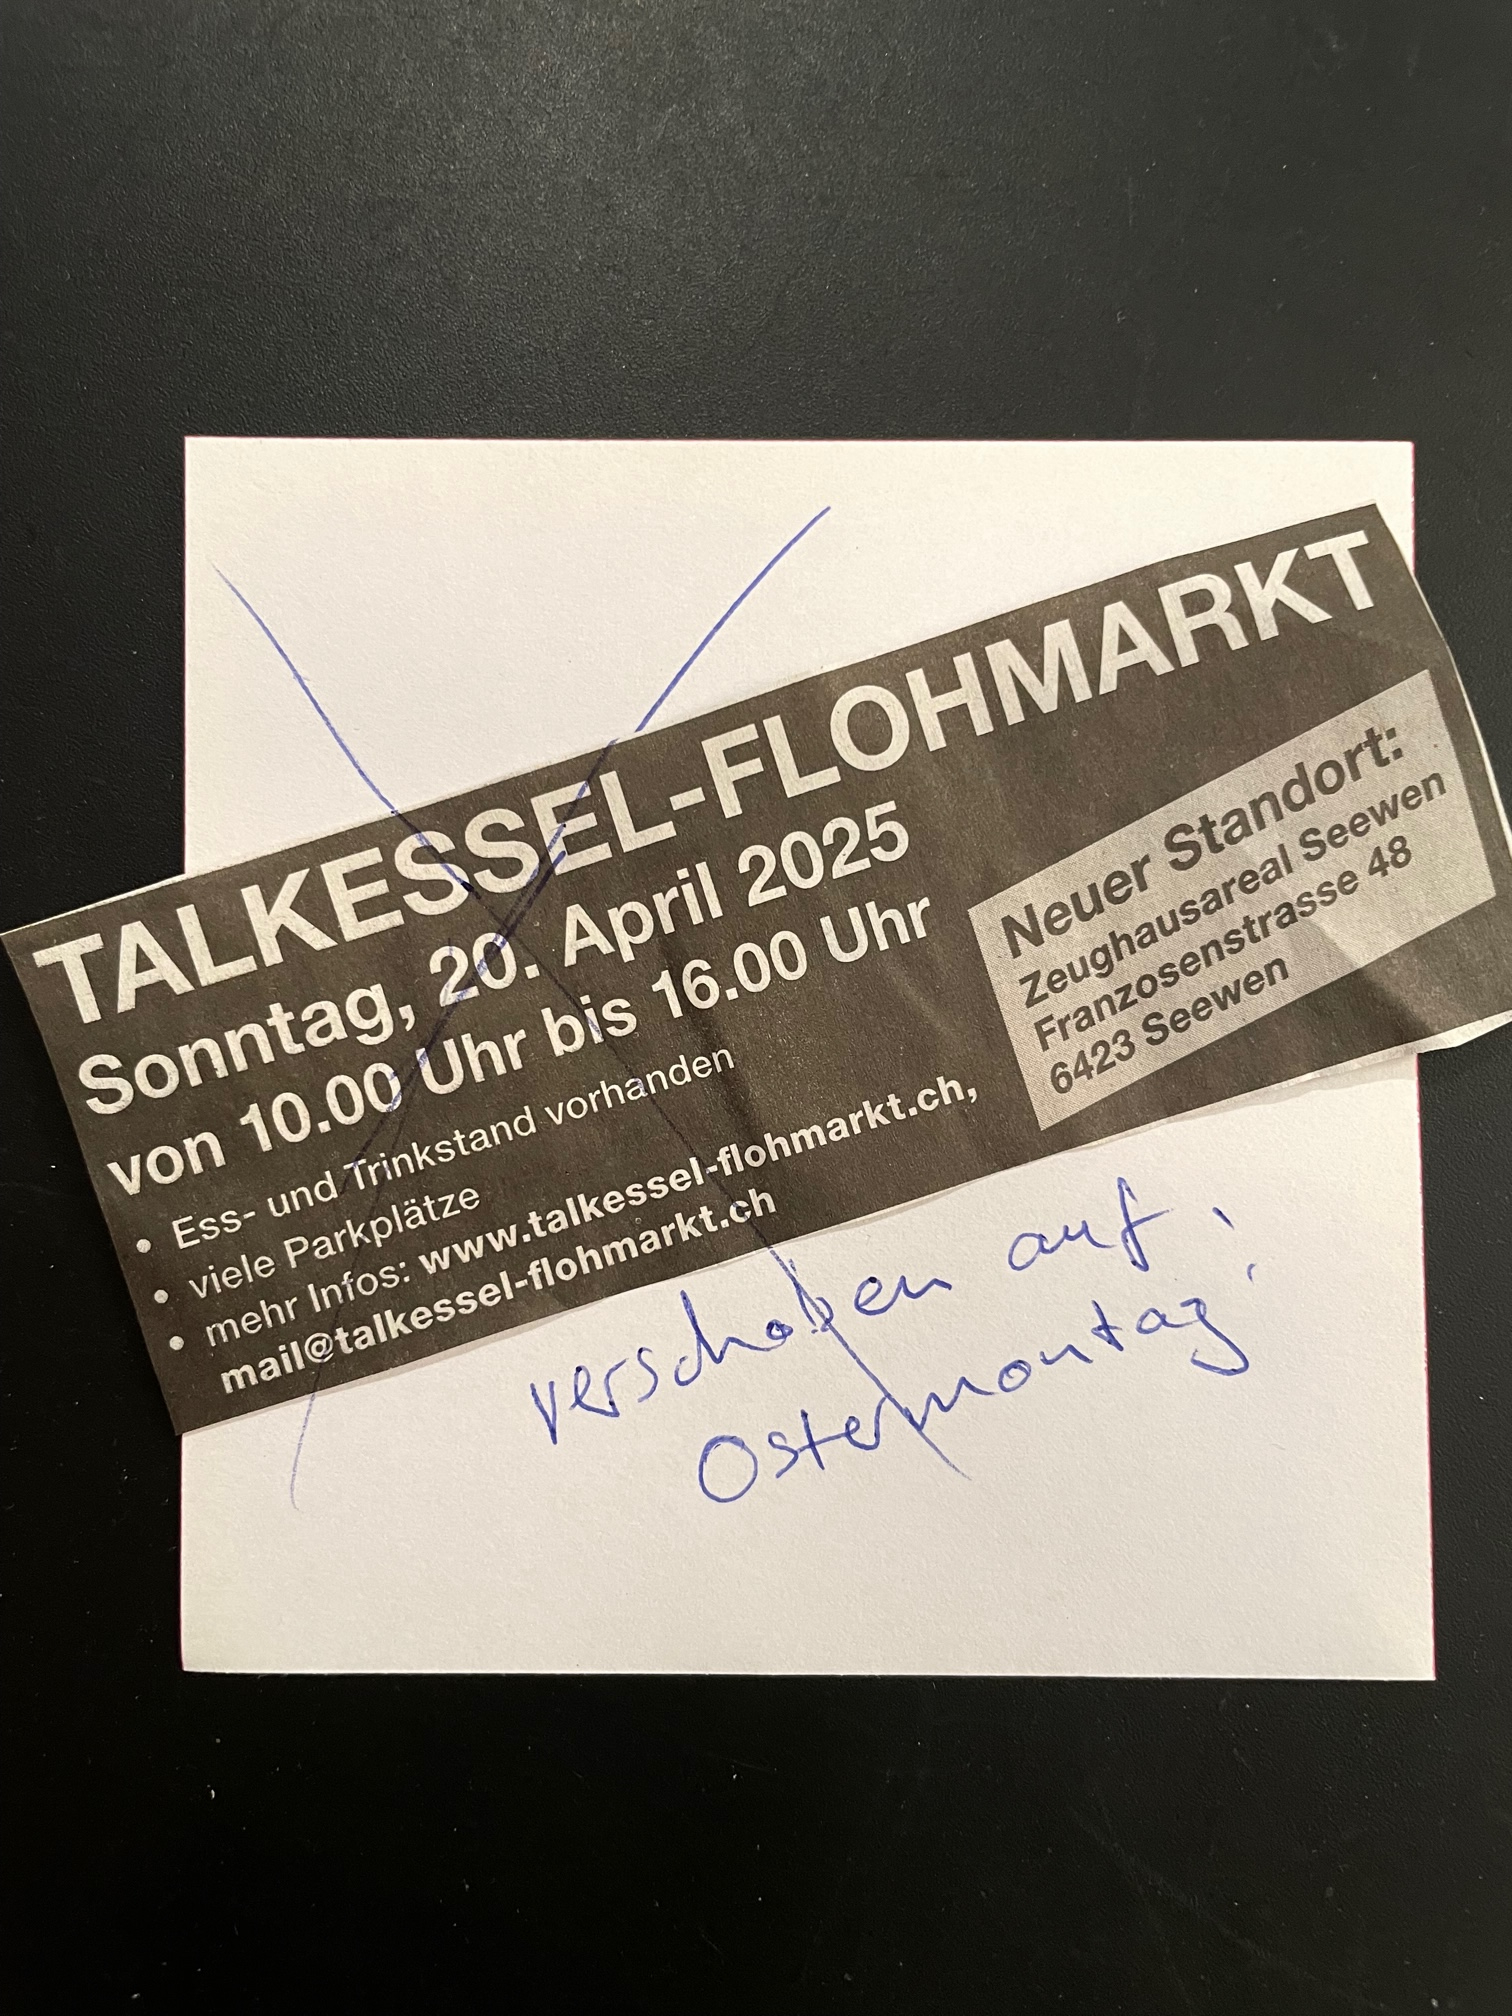 TALKESSEL-FLOHMARKT
Sonntag, 20. April 2025
von 10.00 Uhr bis 16.00 Uhr
• Ess- und Trinkstand vorhanden
• viele Parkplätze
• mehr Infos: www.talkessel-flohmarkt.ch,
mail@talkessel-flohmarkt.ch
Neuer Standort:
Zeughausareal Seewen
Franzosenstrasse 48
6423 Seewen
verschoben auf:
Ostermontag